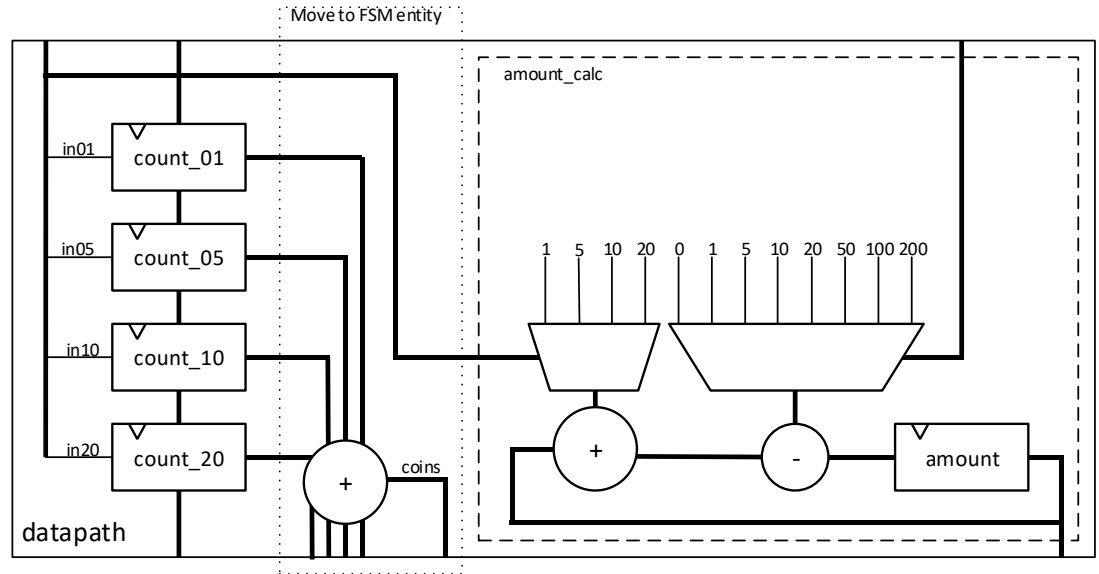 Move to FSM entity
amount_calc
in01
count_01
in05
count_05
1 5 10 20 0 1 5 10 20 50 100 200
in10
count_10
in20
count_20
+
coins
+
-
amount
datapath